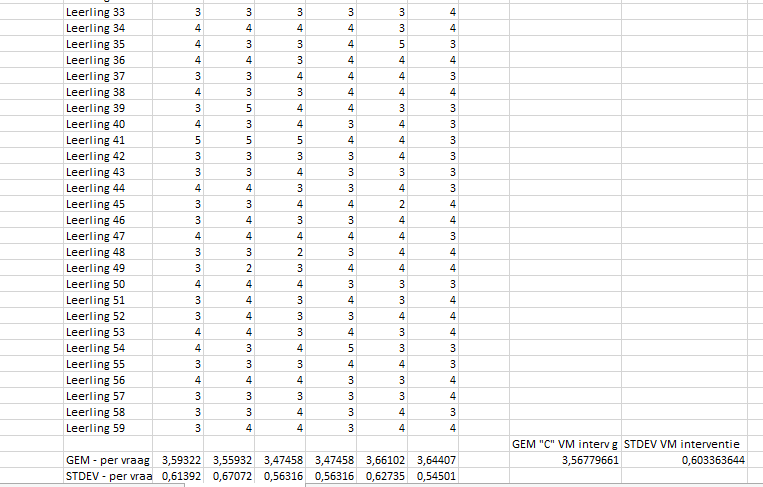 Leerling 33 3 3 3 3 3 4
Leerling 34 4 4 4 4 3 4
Leerling 35 4 3 3 4 5 3
Leerling 36 4 4 3 4 4 4
Leerling 37 3 3 4 4 4 3
Leerling 38 4 3 3 4 4 4
Leerling 39 3 5 4 4 3 3
Leerling 40 4 3 4 3 4 3
Leerling 41 5 5 5 4 4 3
Leerling 42 3 3 3 3 4 3
Leerling 43 3 3 4 3 3 3
Leerling 44 4 4 3 3 4 3
Leerling 45 3 3 4 4 2 4
Leerling 46 3 4 3 3 4 4
Leerling 47 4 4 4 4 4 3
Leerling 48 3 3 2 3 4 4
Leerling 49 3 2 3 4 4 4
Leerling 50 4 4 4 3 3 3
Leerling 51 3 4 3 4 3 4
Leerling 52 3 4 3 3 4 4
Leerling 53 4 4 3 4 3 4
Leerling 54 4 3 4 5 3 3
Leerling 55 3 3 3 4 4 3
Leerling 56 4 4 4 3 3 4
Leerling 57 3 3 3 3 3 4
Leerling 58 3 3 4 3 4 3
Leerling 59 3 4 4 3 4 4
GEM "C" VM interv g STDEV VM interventie
GEM - per vraag 3,59322 3,55932 3,47458 3,47458 3,66102 3,64407 3,56779661 0,603363644
STDEV - per vraa 0,61392 0,67072 0,56316 0,56316 0,62735 0,54501